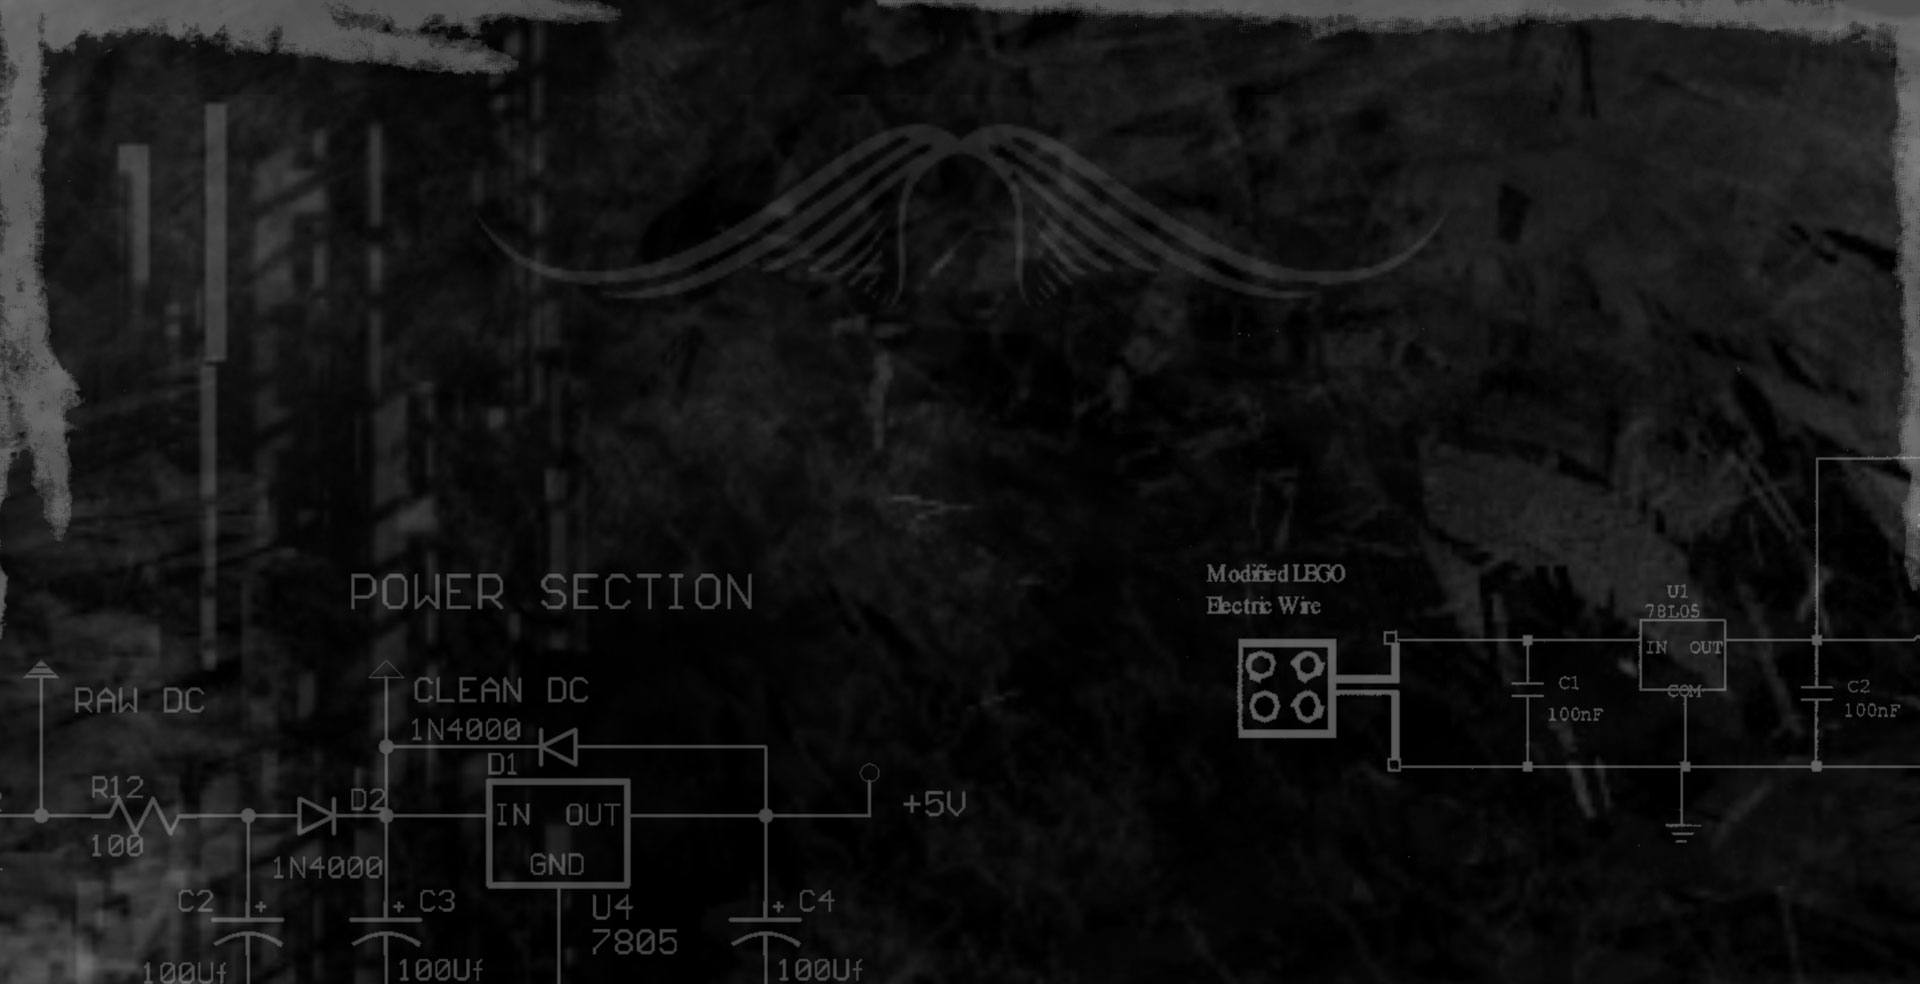 POWER SECTION
RAW DC
CLEAN DC
1N4000
D1
R12
100
D2
1N4000
IN OUT
GND
+5V
U4
7805
C2 +
100Uf
+ C3
100Uf
+ C4
100Uf
Modified LEGO
Electric Wire
U1
78L05
IN OUT
COM
C1
100nF
C2
100nF